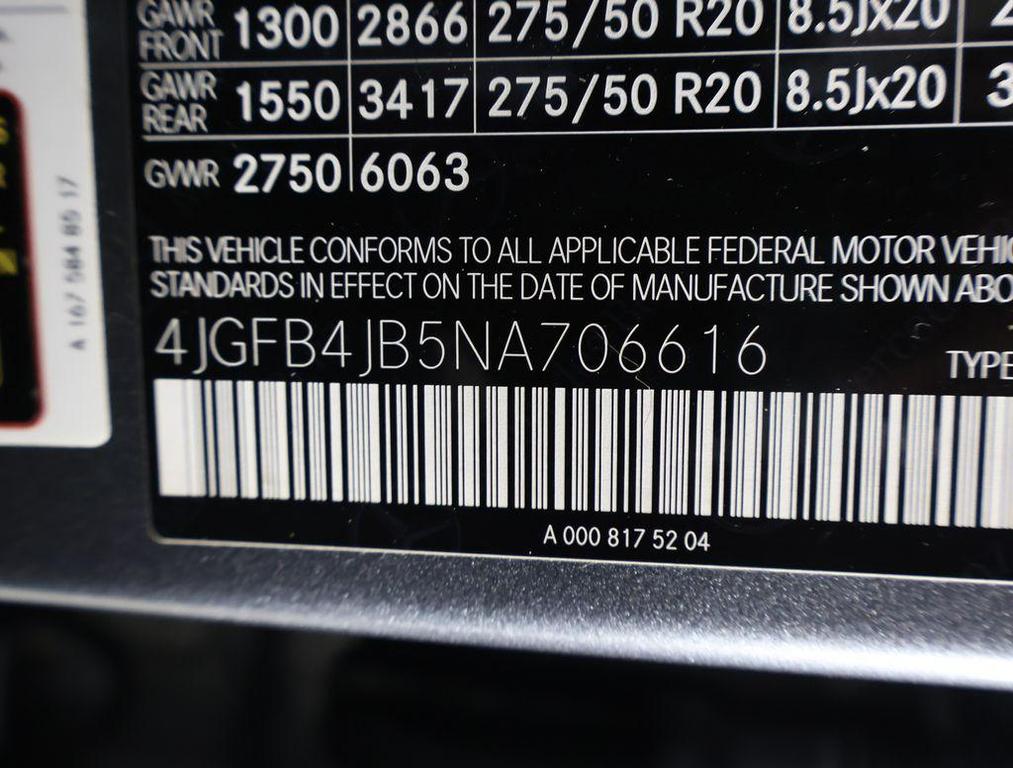 GAWR FRONT 1300 2866 275/50 R20 8.5Jx20
GAWR REAR 1550 3417 275/50 R20 8.5Jx20 3
GVWR 2750 6063
THIS VEHICLE CONFORMS TO ALL APPLICABLE FEDERAL MOTOR VEHIC
STANDARDS IN EFFECT ON THE DATE OF MANUFACTURE SHOWN ABO
4JGFB4JB5NA706616
TYPE
A 000 817 52 04
A 167 584 85 17